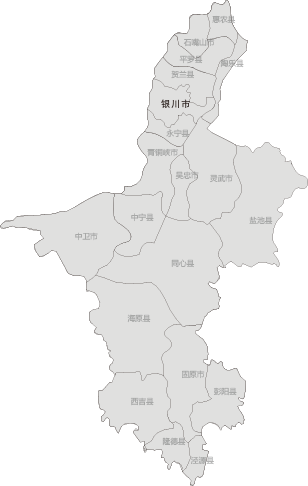 惠农县
石嘴山市
平罗县
陶乐县
贺兰县
银川市
永宁县
青铜峡市
吴忠市
灵武市
中宁县
盐池县
中卫市
同心县
海原县
固原市
彭阳县
西吉县
隆德县
泾源县